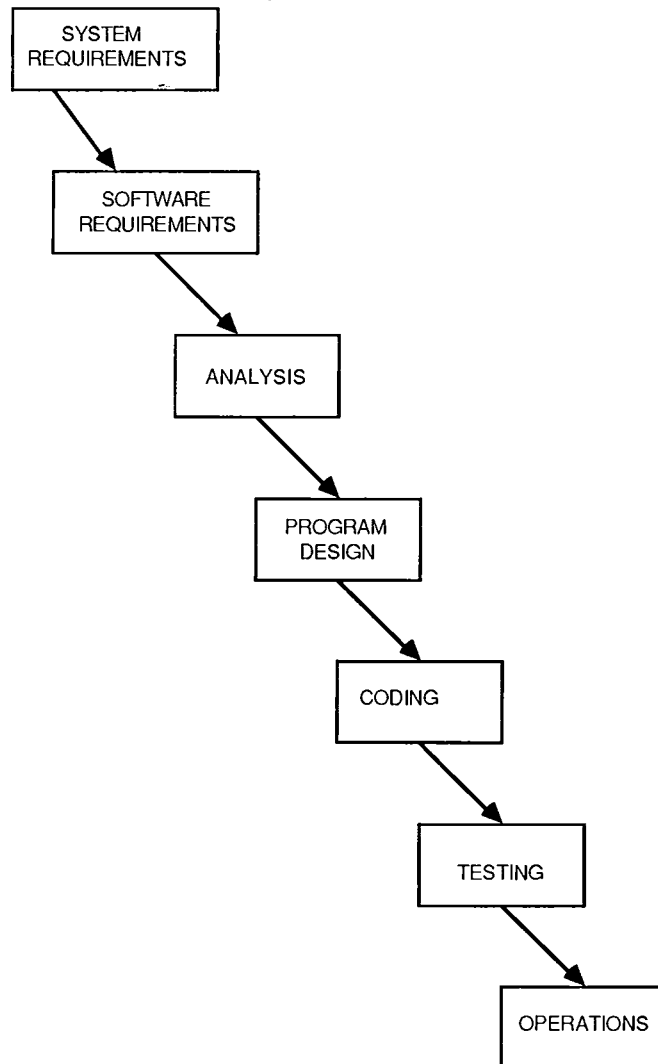 SYSTEM
REQUIREMENTS
SOFTWARE
REQUIREMENTS
ANALYSIS
PROGRAM
DESIGN
CODING
TESTING
OPERATIONS